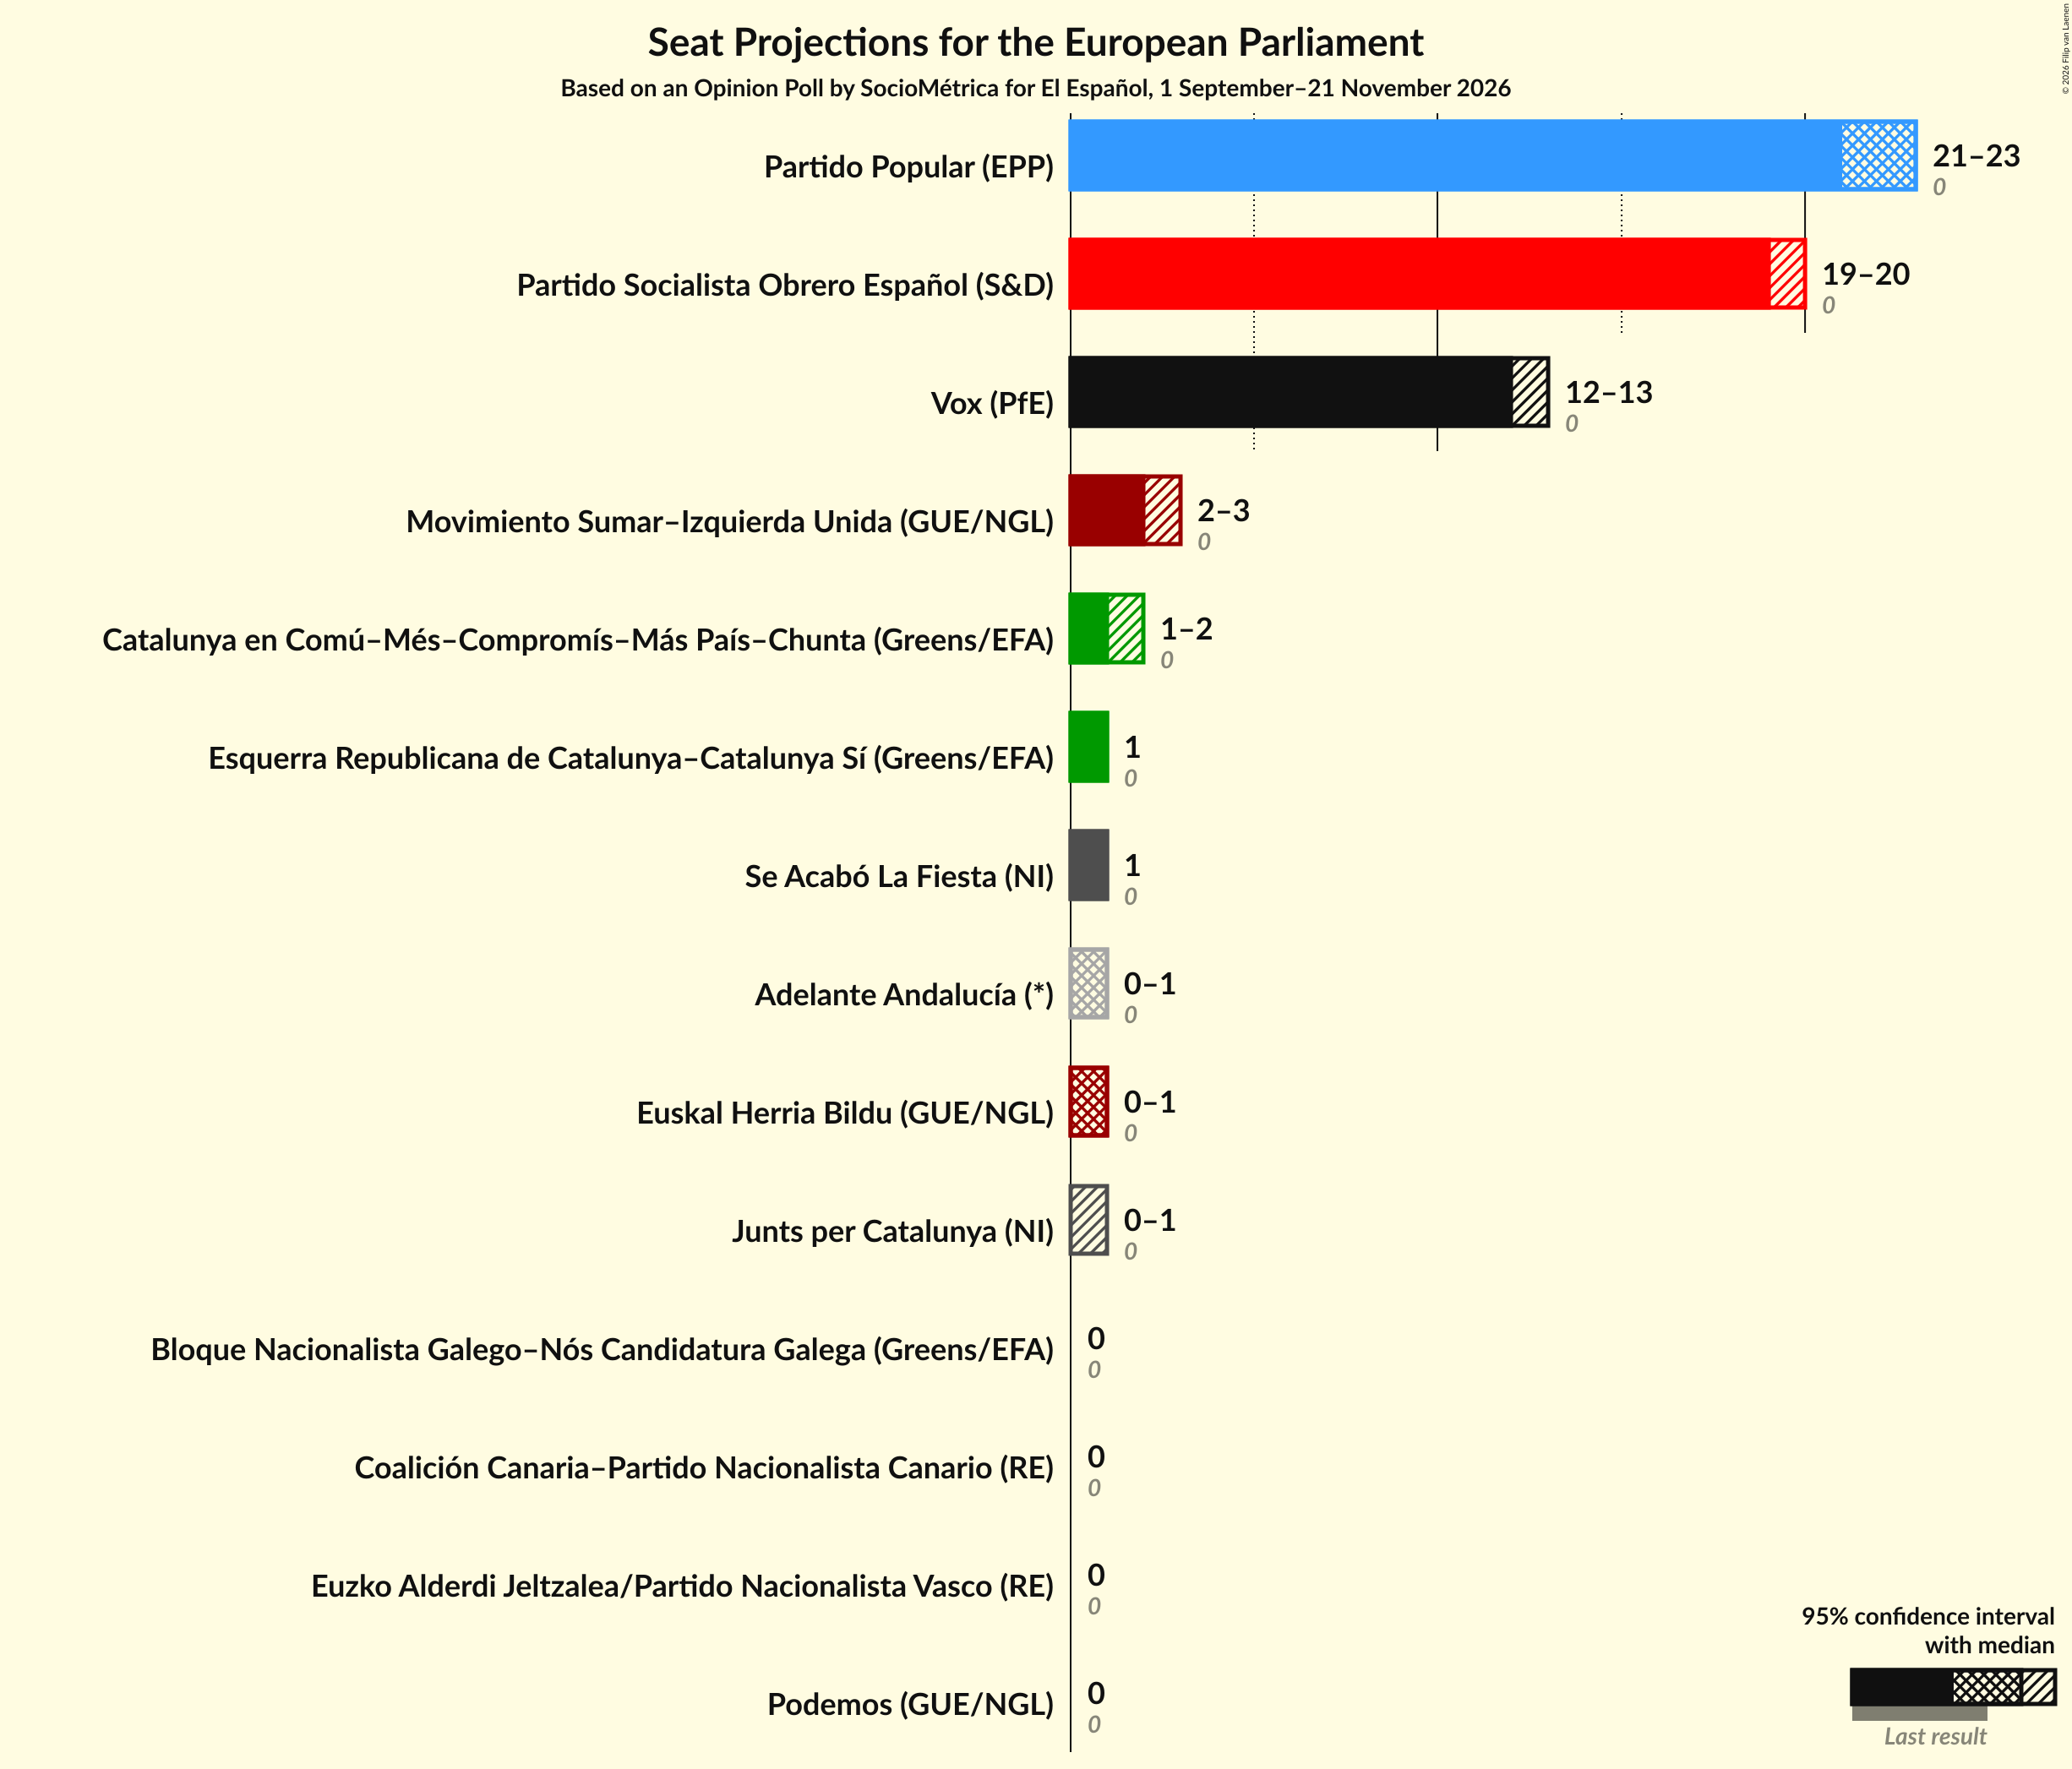 Seat Projections for the European Parliament
Based on an Opinion Poll by SocioMétrica for El Español, 1 September–21 November 2026
© 2026 Filip van Laenen
Partido Popular (EPP)
21–23
0
Partido Socialista Obrero Español (S&D)
19–20
0
Vox (PfE)
12–13
0
Movimiento Sumar–Izquierda Unida (GUE/NGL)
2–3
0
Catalunya en Comú–Més–Compromís–Más País–Chunta (Greens/EFA)
1–2
0
Esquerra Republicana de Catalunya–Catalunya Sí (Greens/EFA)
1
0
Se Acabó La Fiesta (NI)
1
0
Adelante Andalucía (*)
0–1
0
Euskal Herria Bildu (GUE/NGL)
0–1
0
Junts per Catalunya (NI)
0–1
0
Bloque Nacionalista Galego–Nós Candidatura Galega (Greens/EFA)
0
0
Coalición Canaria–Partido Nacionalista Canario (RE)
0
0
Euzko Alderdi Jeltzalea/Partido Nacionalista Vasco (RE)
0
0
Podemos (GUE/NGL)
0
0
95% confidence interval
with median
Last result